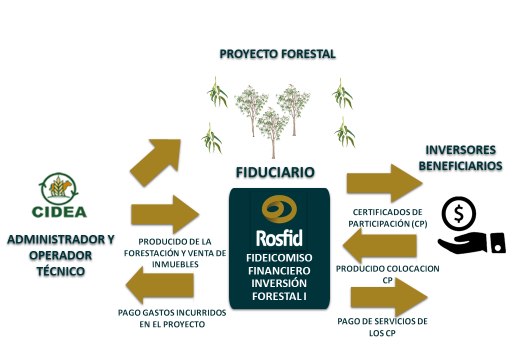 PROYECTO FORESTAL
FIDUCIARIO
INVERSORES
BENEFICIARIOS
CIDEA
ADMINISTRADOR Y
OPERADOR
TÉCNICO
PRODUCIDO DE LA
FORESTACIÓN Y VENTA DE
INMUEBLES
PAGO GASTOS INCURRIDOS
EN EL PROYECTO
Rosfid
FIDEICOMISO
FINANCIERO
INVERSIÓN
FORESTAL I
CERTIFICADOS DE
PARTICIPACIÓN (CP)
$
PRODUCIDO COLOCACION
CP
PAGO DE SERVICIOS DE
LOS CP